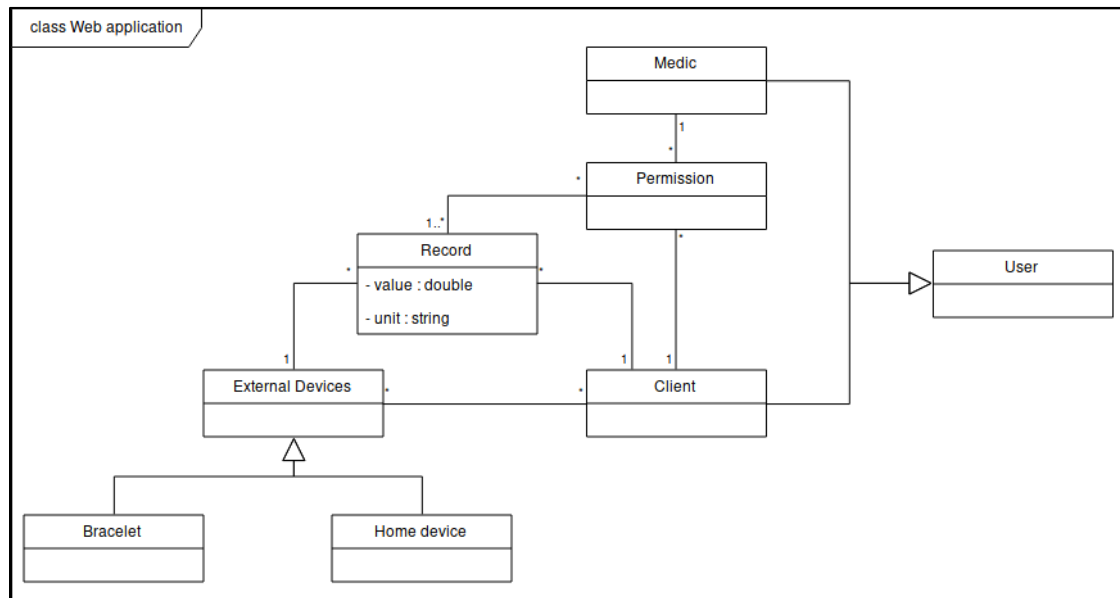 class Web application
Medic
1
*
Permission
*
*
1..*
Record
- value : double
- unit : string
*
*
User
1
1
1
External Devices
*
*
Client
Bracelet
Home device